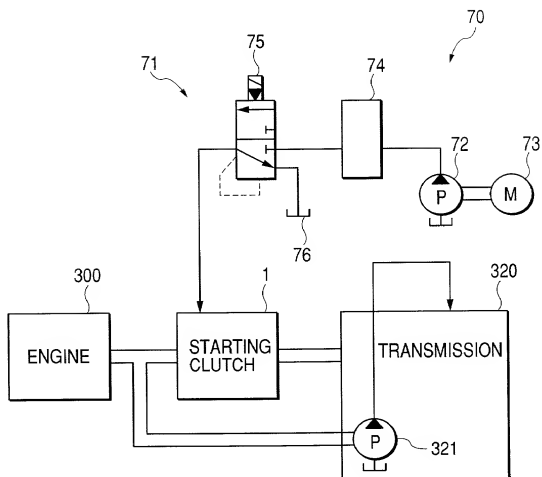 70
75
74
71
72
73
P
M
76
300
1
320
ENGINE
STARTING
CLUTCH
TRANSMISSION
P
321